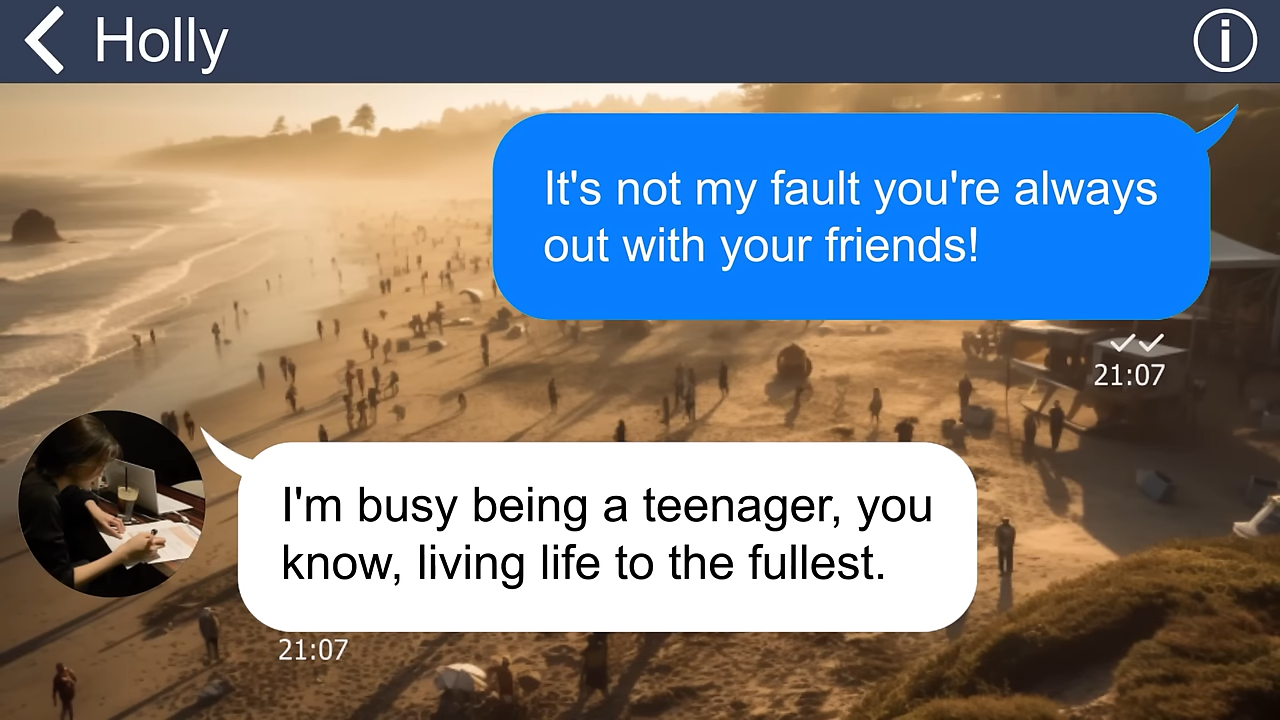 Holly
It's not my fault you're always
out with your friends!
21:07
I'm busy being a teenager, you
know, living life to the fullest.
21:07